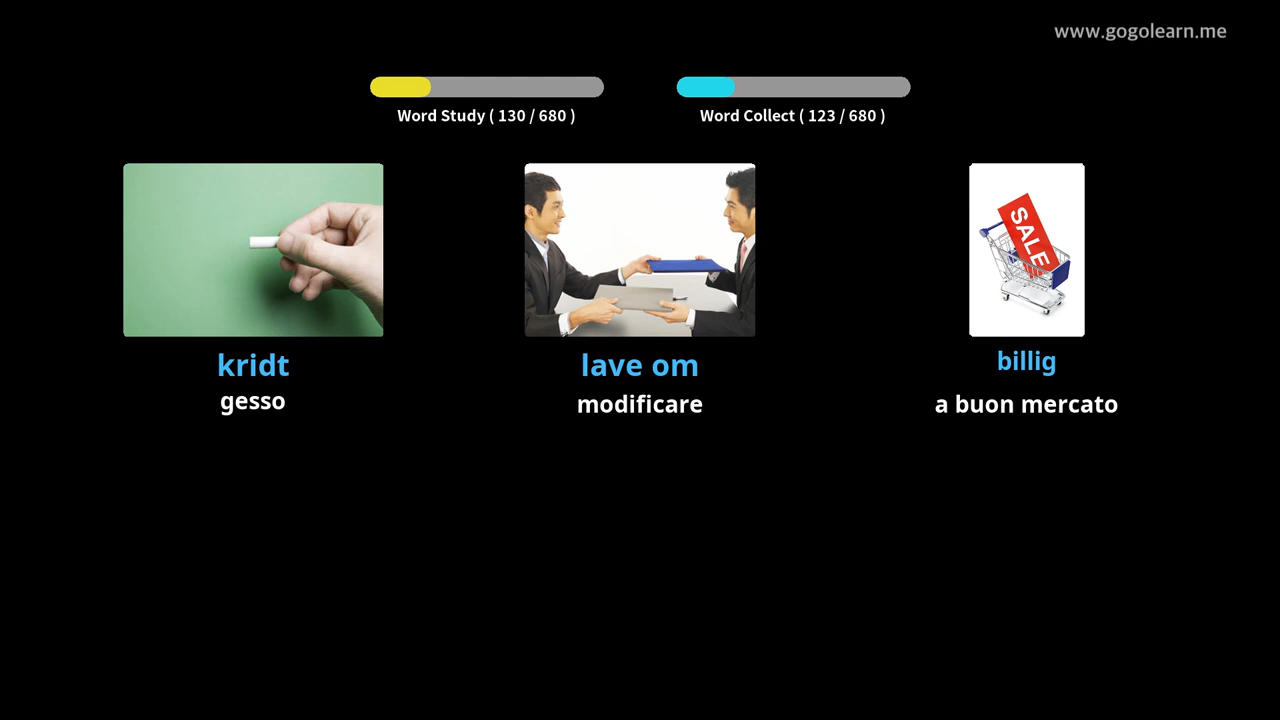 www.gogolearn.me
Word Study ( 130 / 680 )
Word Collect ( 123 / 680 )
SALE
kridt
lave om
billig
gesso
modificare
a buon mercato